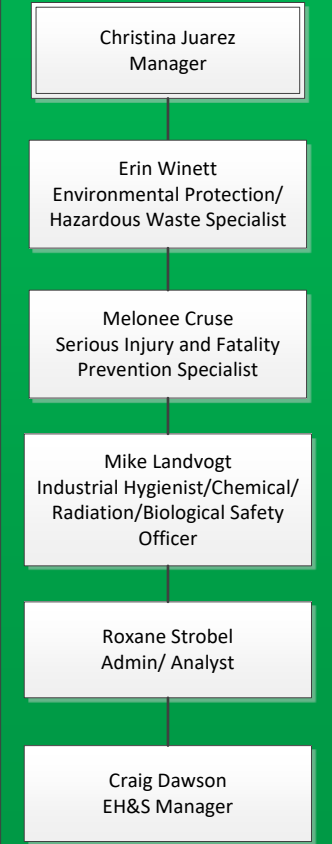 Christina Juarez
Manager
Erin Winett
Environmental Protection/
Hazardous Waste Specialist
Melonee Cruse
Serious Injury and Fatality
Prevention Specialist
Mike Landvogt
Industrial Hygienist/Chemical/
Radiation/Biological Safety
Officer
Roxane Strobel
Admin/ Analyst
Craig Dawson
EH&S Manager